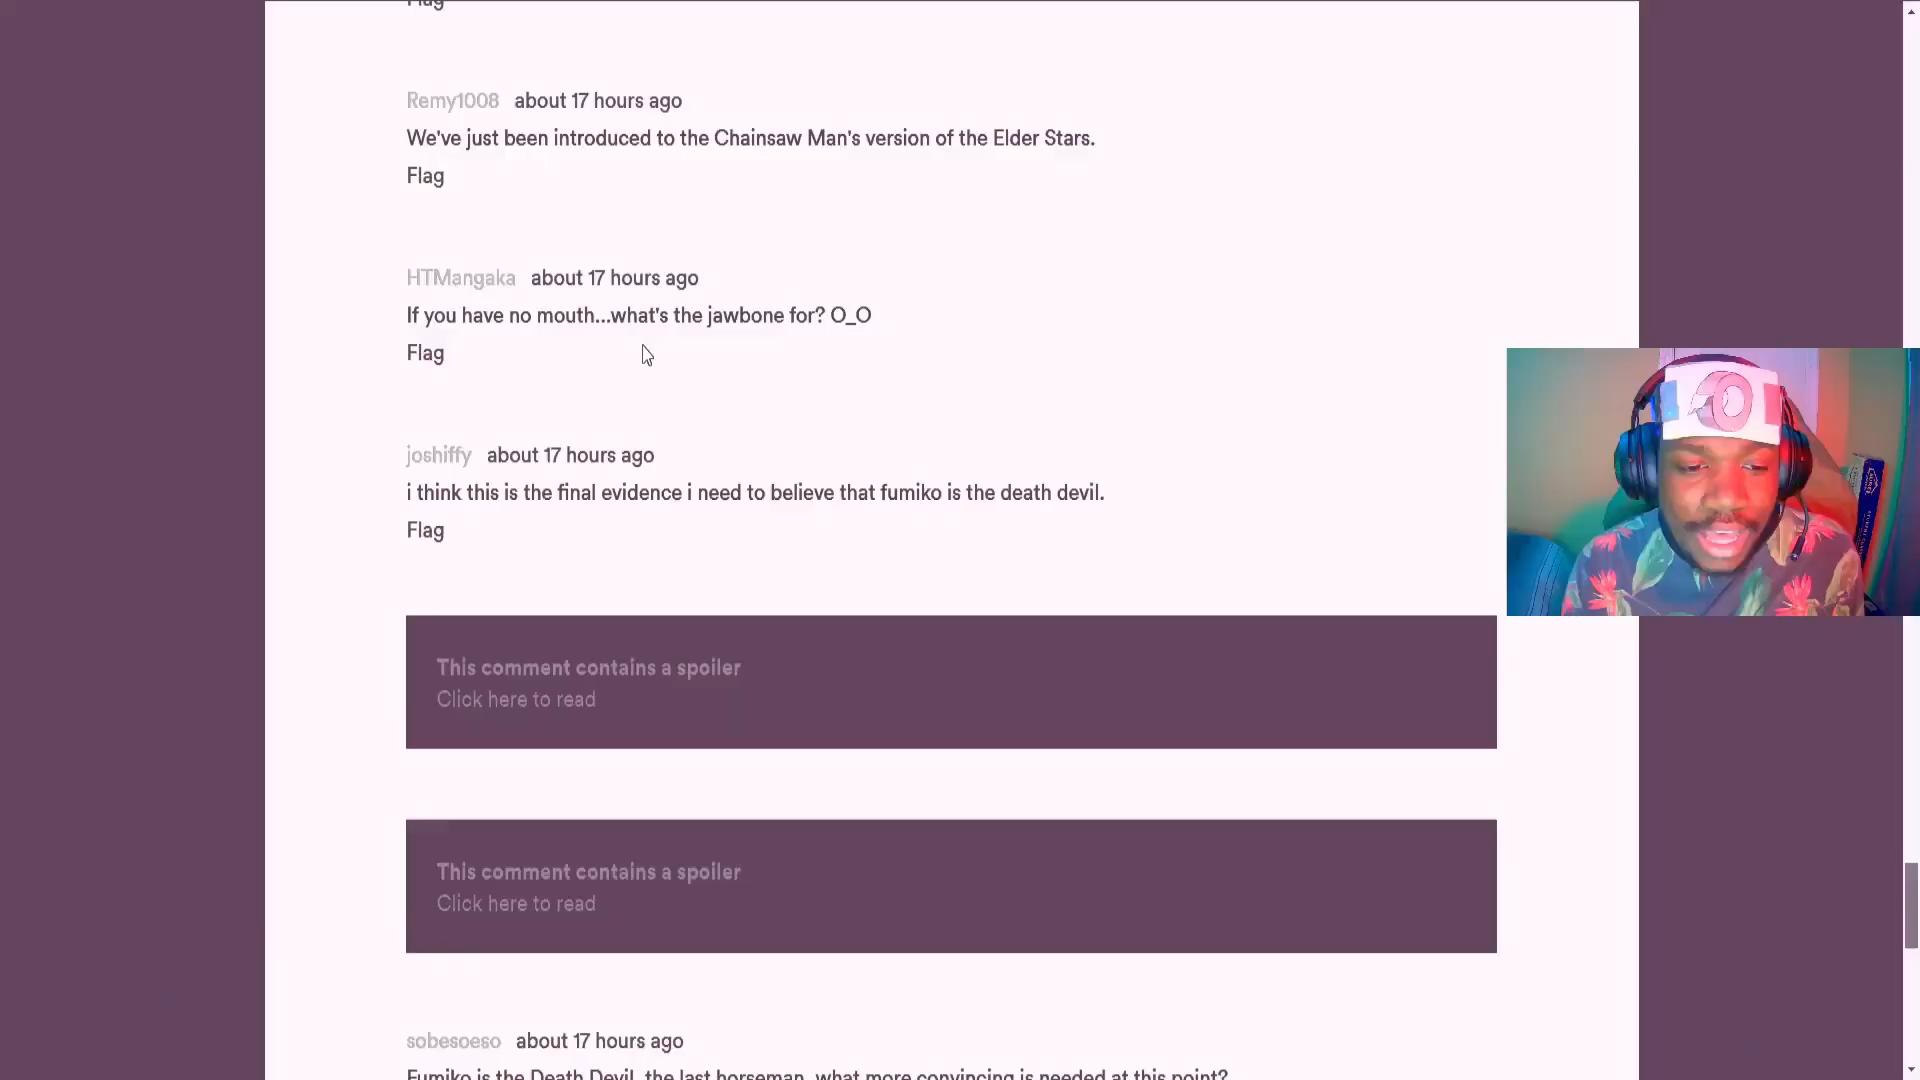 Flag
Remy1008 about 17 hours ago
We've just been introduced to the Chainsaw Man's version of the Elder Stars.
Flag
HTMangaka about 17 hours ago
If you have no mouth...what's the jawbone for? O_O
Flag
joshiffy about 17 hours ago
i think this is the final evidence i need to believe that fumiko is the death devil.
Flag
This comment contains a spoiler
Click here to read
This comment contains a spoiler
Click here to read
sobesoeso about 17 hours ago
Fumiko is the Death Devil, the last horseman, what more convincing is needed at this point?